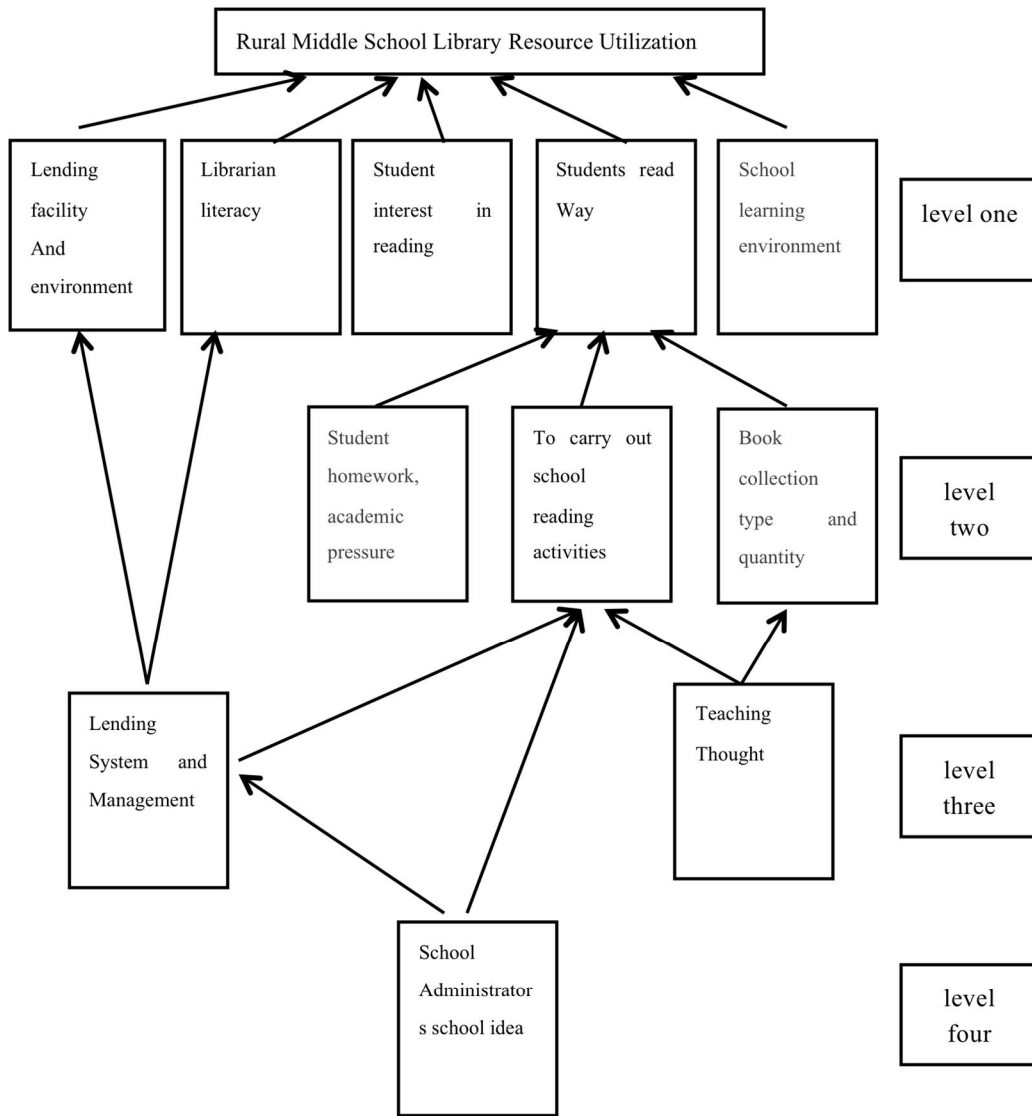 Rural Middle School Library Resource Utilization
Lending
facility
And
environment
Librarian
literacy
Student
interest in
reading
Students read
Way
School
learning
environment
level one
Student
homework,
academic
pressure
To carry out
school
reading
activities
Book
collection
type and
quantity
level
two
Lending
System and
Management
Teaching
Thought
level
three
School
Administrator
s school idea
level
four